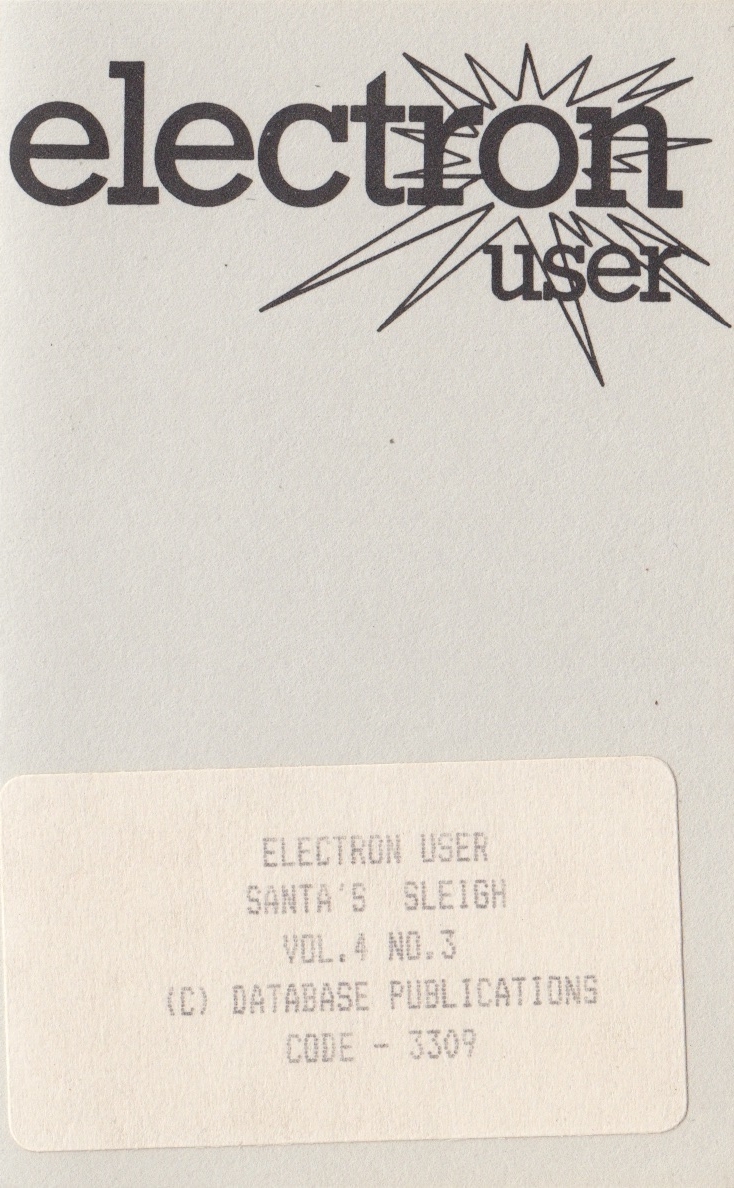 electron
user
ELECTRON USER
SANTA'S SLEIGH
VOL.4 NO.3
(C) DATABASE PUBLICATIONS
CODE - 3309